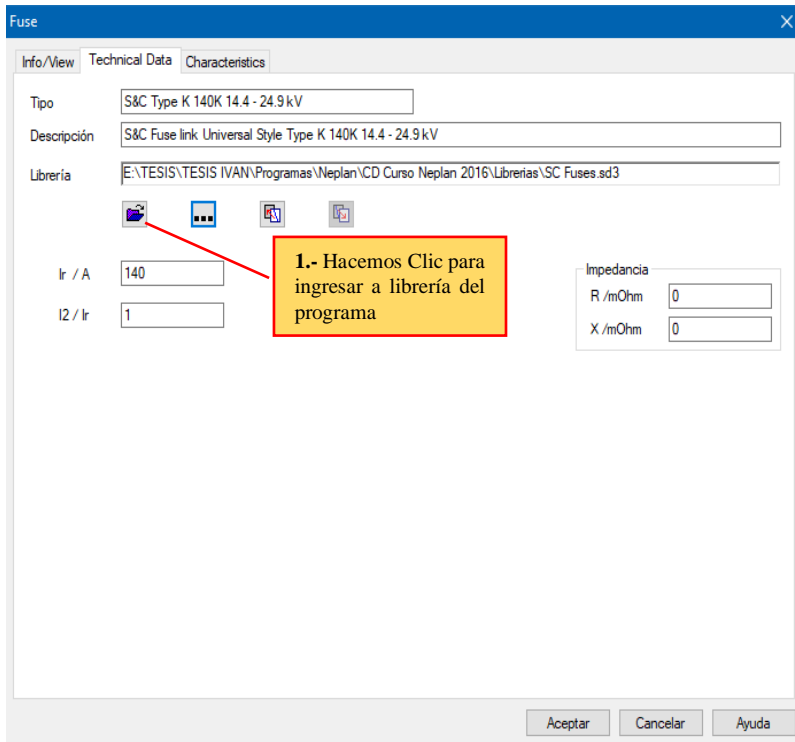 Fuse
Info/View Technical Data Characteristics
Tipo S&C Type K 140K 14.4 - 24.9 kV
Descripción S&C Fuse link Universal Style Type K 140K 14.4 - 24.9 kV
Librería E:\TESIS\TESIS IVAN\Programas\Neplan\CD Curso Neplan 2016\Librerias\SC Fuses.sd3
...
1.- Hacemos Clic para
ingresar a librería del
programa
Ir / A 140
I2 / Ir 1
Impedancia
R /mOhm 0
X /mOhm 0
Aceptar Cancelar Ayuda